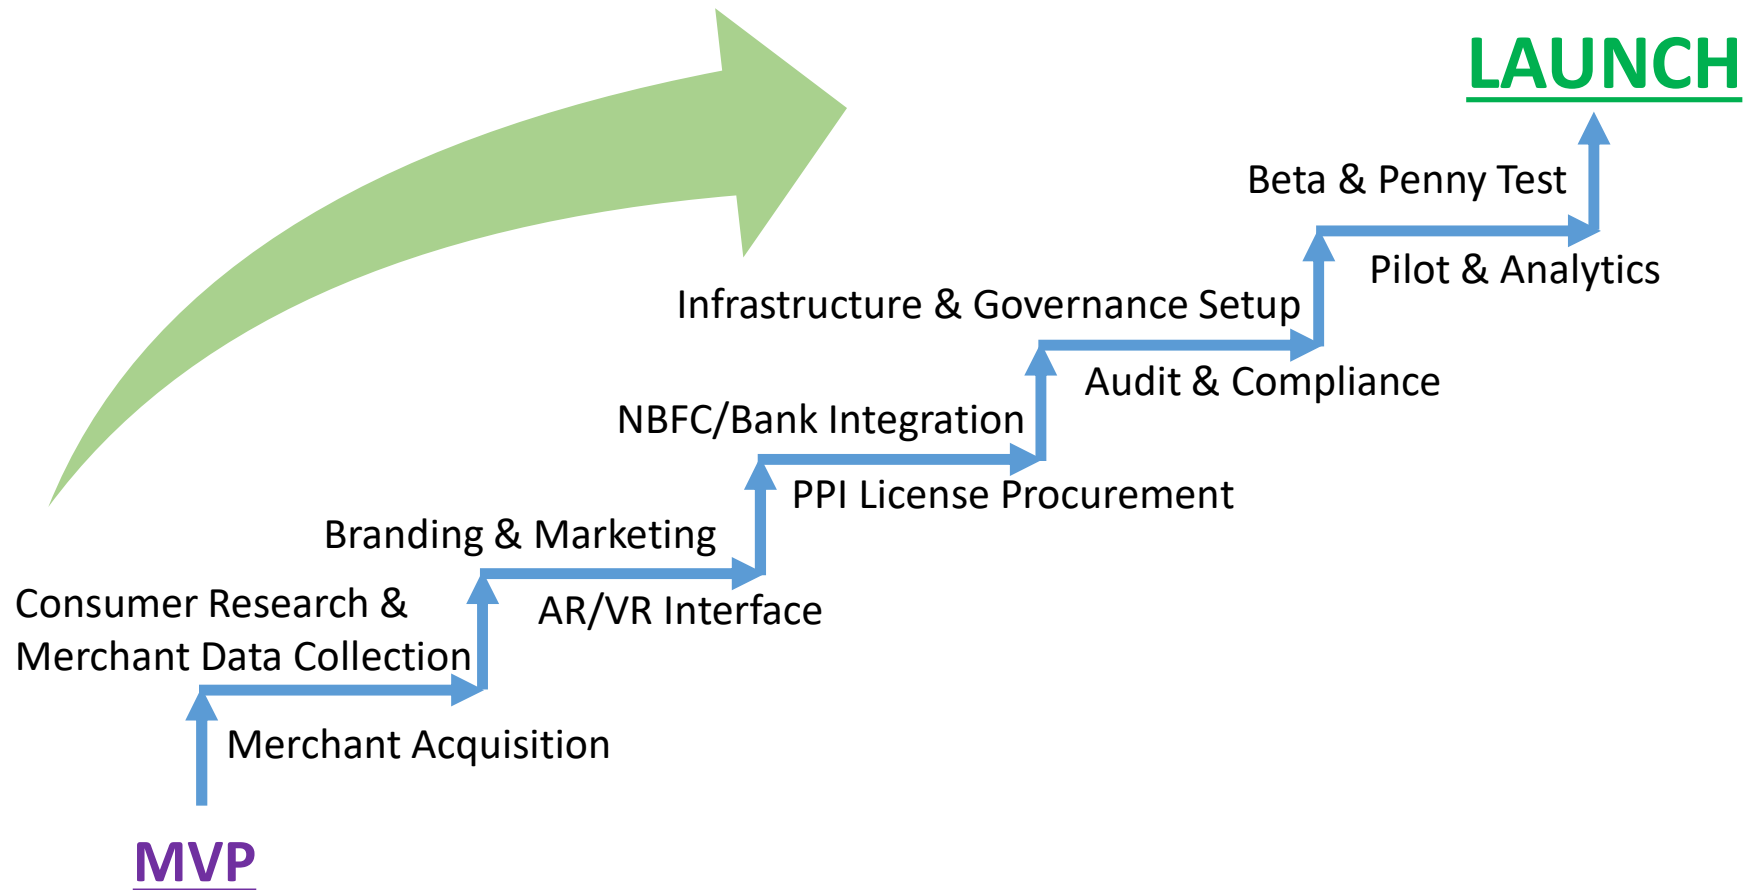 LAUNCH
Beta & Penny Test
Pilot & Analytics
Infrastructure & Governance Setup
Audit & Compliance
NBFC/Bank Integration
PPI License Procurement
Branding & Marketing
AR/VR Interface
Consumer Research &
Merchant Data Collection
Merchant Acquisition
MVP